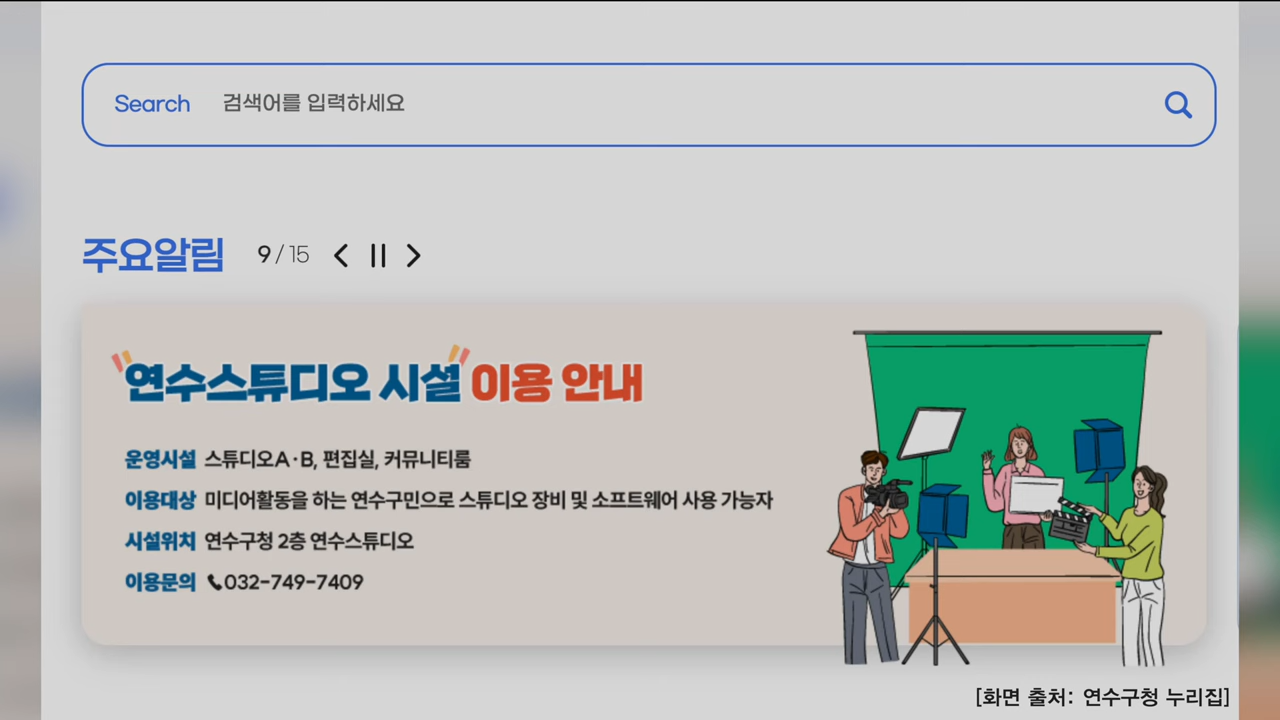 Search 검색어를 입력하세요
주요알림 9 / 15
연수스튜디오 시설 이용 안내
운영시설 스튜디오A·B, 편집실, 커뮤니티룸
이용대상 미디어활동을 하는 연수구민으로 스튜디오 장비 및 소프트웨어 사용 가능자
시설위치 연수구청 2층 연수스튜디오
이용문의 032-749-7409
[화면 출처: 연수구청 누리집]